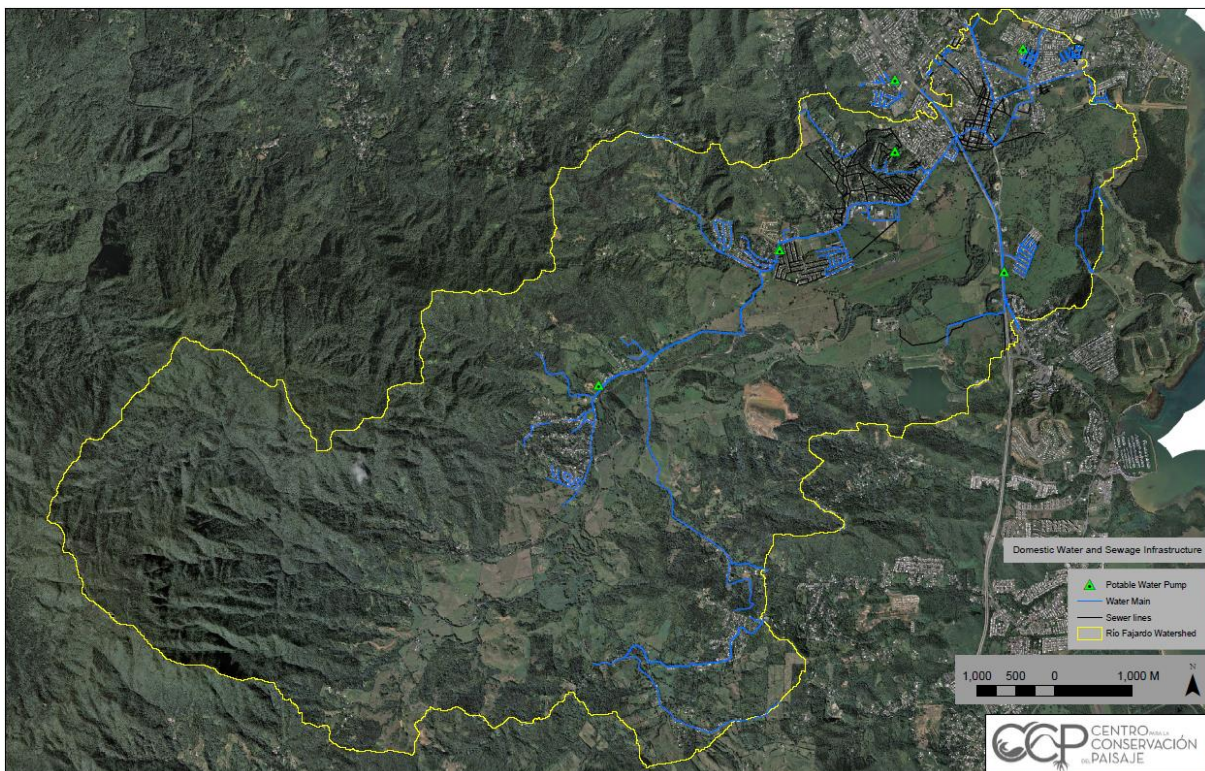 Domestic Water and Sewage Infrastructure
Potable Water Pump
Water Main
Sewer lines
Río Fajardo Watershed
1,000 500 0 1,000 M
N
CCP CENTRO PARA LA
CONSERVACIÓN
DEL PAISAJE